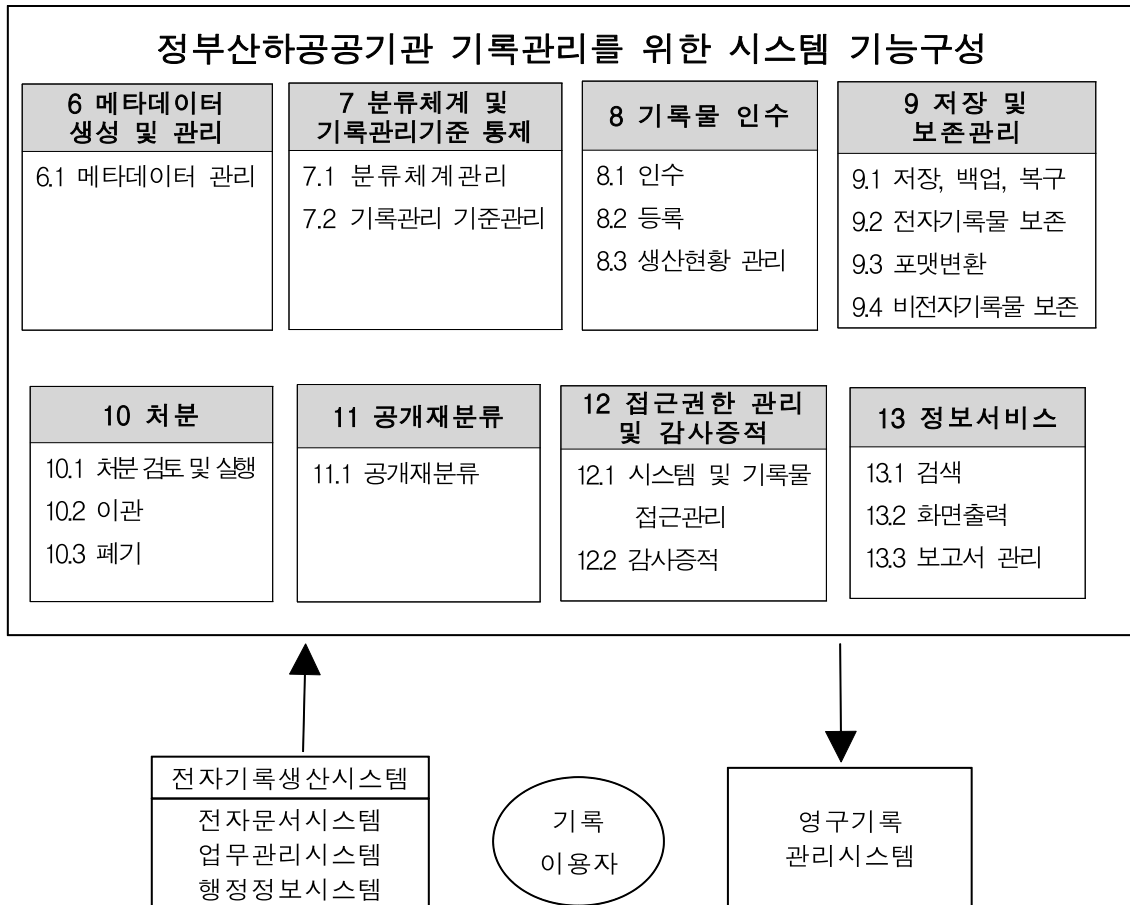 정부산하공공기관 기록관리를 위한 시스템 기능구성
6 메타데이터
생성 및 관리
6.1 메타데이터 관리
7 분류체계 및
기록관리기준 통제
7.1 분류체계관리
7.2 기록관리 기준관리
8 기록물 인수
8.1 인수
8.2 등록
8.3 생산현황 관리
9 저장 및
보존관리
9.1 저장, 백업, 복구
9.2 전자기록물 보존
9.3 포맷변환
9.4 비전자기록물 보존
10 처분
10.1 처분 검토 및 실행
10.2 이관
10.3 폐기
11 공개재분류
11.1 공개재분류
12 접근권한 관리
및 감사증적
12.1 시스템 및 기록물
접근관리
12.2 감사증적
13 정보서비스
13.1 검색
13.2 화면출력
13.3 보고서 관리
전자기록생산시스템
전자문서시스템
업무관리시스템
행정정보시스템
기록
이용자
영구기록
관리시스템